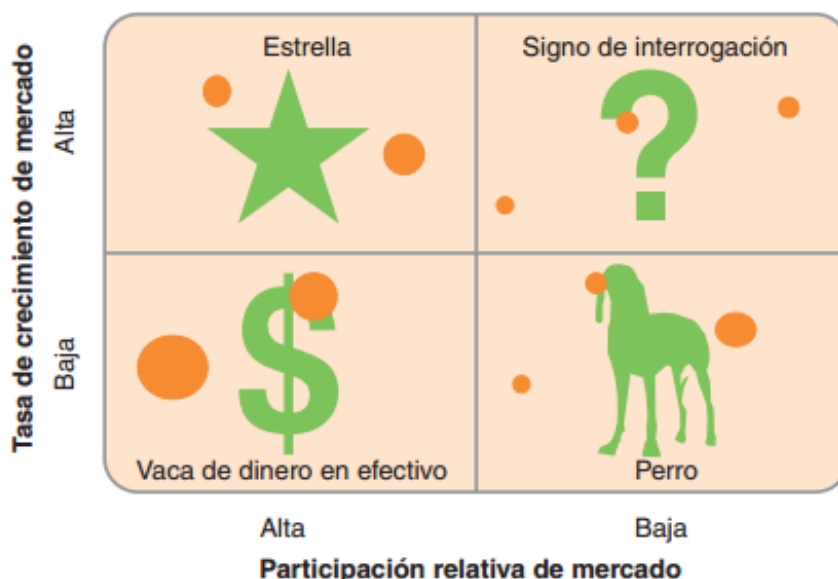 Tasa de crecimiento de mercado
Alta
Baja
Estrella
Signo de interrogación
Vaca de dinero en efectivo
Perro
Alta
Baja
Participación relativa de mercado